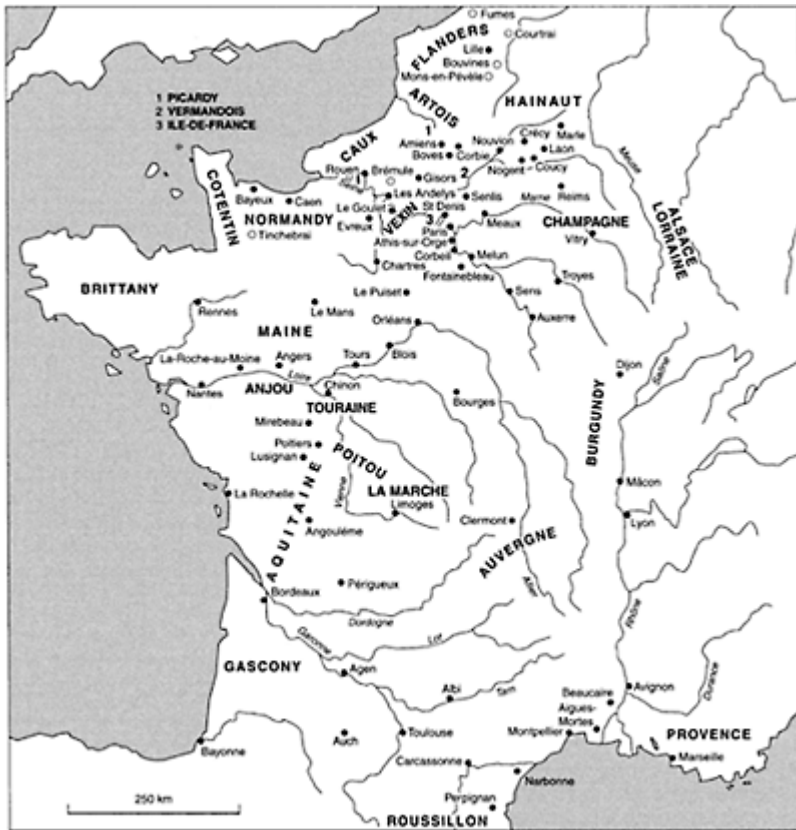 Furnes
Courtrai
FLANDERS
Lille
Bouvines
Mons-en-Pévèle
1 PICARDY
2 VERMANDOIS
3 ILE-DE-FRANCE
ARTOIS
HAINAUT
CAUX
1
Amiens
Boves
Corbie
Nouvion
Crécy
Marle
Laon
Nogent
Coucy
Meuse
Rouen
Seine
Brémule
Gisors
2
COTENTIN
Bayeux
Caen
Les Andelys
Senlis
Marne
Reims
NORMANDY
Le Goulet
VEXIN
St Denis
3
Meaux
CHAMPAGNE
ALSACE
LORRAINE
Tinchebrai
Evreux
Paris
Vitry
Athis-sur-Orge
Corbeil
Melun
Chartres
Fontainebleau
Troyes
BRITTANY
Le Puiset
Sens
Rennes
Le Mans
Auxerre
MAINE
Orléans
La-Roche-au-Moine
Angers
Tours
Blois
Dijon
Saône
Loire
Nantes
ANJOU
Chinon
TOURAINE
Bourges
BURGUNDY
Mirebeau
Poitiers
Lusignan
POITOU
La Rochelle
Vienne
LA MARCHE
Limoges
Mâcon
Lyon
AQUITAINE
Angoulême
Clermont
AUVERGNE
Allier
Périgueux
Bordeaux
Dordogne
Rhône
Garonne
Lot
GASCONY
Agen
Albi
Tarn
Avignon
Durance
Beaucaire
Aigues-
Mortes
PROVENCE
Bayonne
Auch
Toulouse
Montpellier
Marseille
Carcassonne
Narbonne
250 km
Perpignan
ROUSSILLON